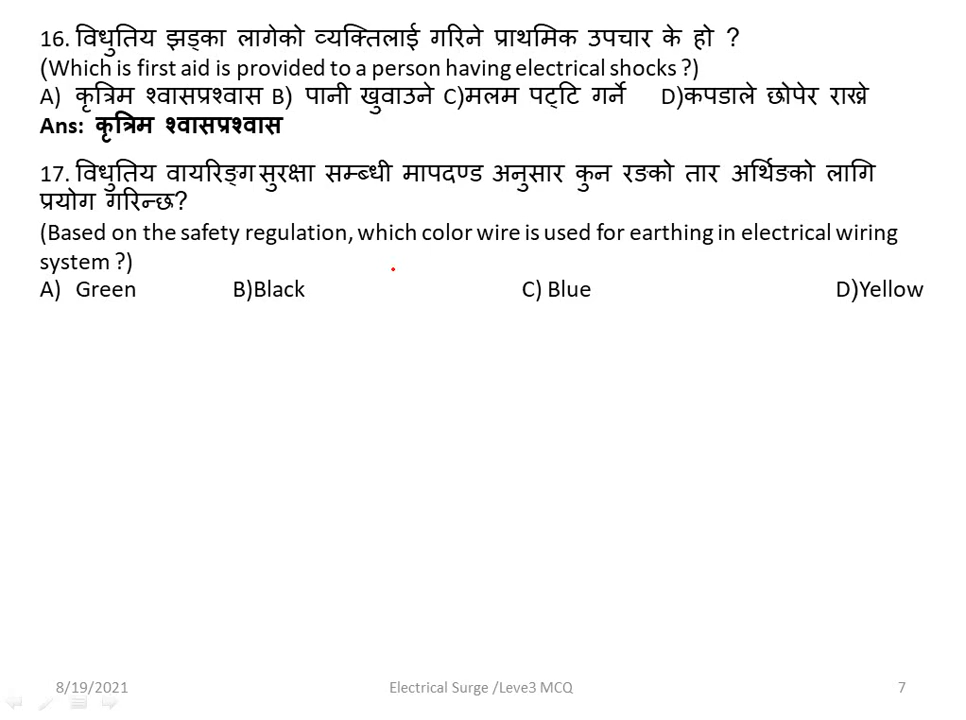 16. विधुतिय झड्का लागेको व्यक्तिलाई गरिने प्राथमिक उपचार के हो ?
(Which is first aid is provided to a person having electrical shocks ?)
A) कृत्रिम श्वासप्रश्वास B) पानी खुवाउने C)मलम पट्टि गर्ने D)कपडाले छोपेर राख्ने
Ans: कृत्रिम श्वासप्रश्वास
17. विधुतिय वायरिङ्ग सुरक्षा सम्ब्धी मापदण्ड अनुसार कुन रङको तार अर्थिङको लागि
प्रयोग गरिन्छ?
(Based on the safety regulation, which color wire is used for earthing in electrical wiring
system ?)
A) Green B)Black C) Blue D)Yellow
8/19/2021 Electrical Surge /Leve3 MCQ 7